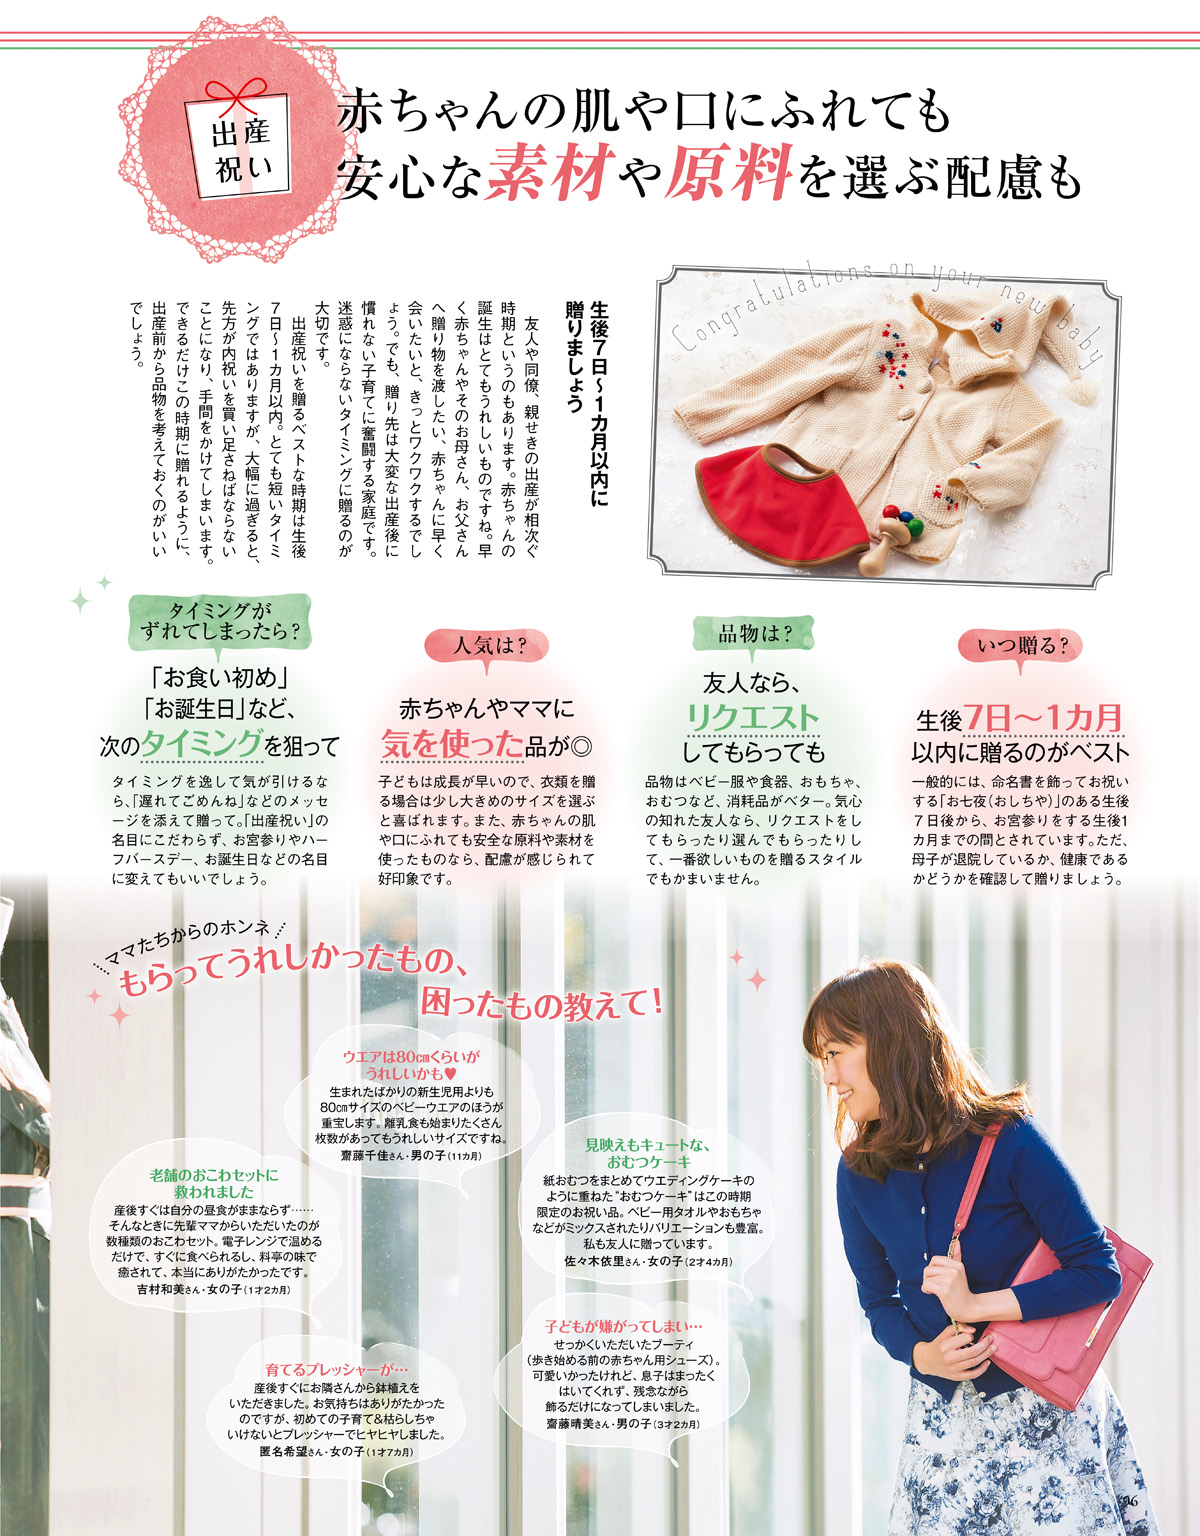 出産
祝い
赤ちゃんの肌や口にふれても
安心な素材や原料を選ぶ配慮も
Congratulations on your new baby
生後7日〜1カ月以内に
贈りましょう
友人や同僚、親せきの出産が相次ぐ
時期というのもあります。赤ちゃんの
誕生はとてもうれしいものですね。早
く赤ちゃんやそのお母さん、お父さん
へ贈り物を渡したい、赤ちゃんに早く
会いたいと、きっとワクワクするでし
ょう。でも、贈り先は大変な出産後に
慣れない子育てに奮闘する家庭です。
迷惑にならないタイミングに贈るのが
大切です。
出産祝いを贈るベストな時期は生後
7日〜1カ月以内。とても短いタイミ
ングではありますが、大幅に過ぎると、
先方が内祝いを買い足さねばならない
ことになり、手間をかけてしまいます。
できるだけこの時期に贈れるように、
出産前から品物を考えておくのがいい
でしょう。
いつ贈る?
生後7日〜1カ月
以内に贈るのがベスト
一般的には、命名書を飾ってお祝い
する「お七夜(おしちや)」のある生後
7日後から、お宮参りをする生後1
カ月までの間とされています。ただ、
母子が退院しているか、健康である
かどうかを確認して贈りましょう。
品物は?
友人なら、
リクエスト
してもらっても
品物はベビー服や食器、おもちゃ、
おむつなど、消耗品がベター。気心
の知れた友人なら、リクエストをし
てもらったり選んでもらったりし
て、一番欲しいものを贈るスタイル
でもかまいません。
人気は?
赤ちゃんやママに
気を使った品が◎
子どもは成長が早いので、衣類を贈
る場合は少し大きめのサイズを選ぶ
と喜ばれます。また、赤ちゃんの肌
や口にふれても安全な原料や素材を
使ったものなら、配慮が感じられて
好印象です。
タイミングが
ずれてしまったら?
「お食い初め」
「お誕生日」など、
次のタイミングを狙って
タイミングを逸して気が引けるな
ら、「遅れてごめんね」などのメッセ
ージを添えて贈って。「出産祝い」の
名目にこだわらず、お宮参りやハー
フバースデー、お誕生日などの名目
に変えてもいいでしょう。
ママたちからのホンネ
もらってうれしかったもの、
困ったもの教えて!
ウエアは80㎝くらいが
うれしいかも♥
生まれたばかりの新生児用よりも
80㎝サイズのベビーウエアのほうが
重宝します。離乳食も始まりたくさん
枚数があってもうれしいサイズですね。
齋藤千佳さん・男の子(11カ月)
見映えもキュートな、
おむつケーキ
紙おむつをまとめてウエディングケーキの
ように重ねた“おむつケーキ”はこの時期
限定のお祝い品。ベビー用タオルやおもちゃ
などがミックスされたりバリエーションも豊富。
私も友人に贈っています。
佐々木依里さん・女の子(2才4カ月)
老舗のおこわセットに
救われました
産後すぐは自分の昼食がままならず……
そんなときに先輩ママからいただいたのが
数種類のおこわセット。電子レンジで温める
だけで、すぐに食べられるし、料亭の味で
癒されて、本当にありがたかったです。
吉村和美さん・女の子(1才2カ月)
子どもが嫌がってしまい…
せっかくいただいたブーティ
(歩き始める前の赤ちゃん用シューズ)。
可愛いかったけれど、息子はまったく
はいてくれず、残念ながら
飾るだけになってしまいました。
齋藤晴美さん・男の子(3才2カ月)
育てるプレッシャーが…
産後すぐにお隣さんから鉢植えを
いただきました。お気持ちはありがたかった
のですが、初めての子育て&枯らしちゃ
いけないとプレッシャーでヒヤヒヤしました。
匿名希望さん・女の子(1才7カ月)
96